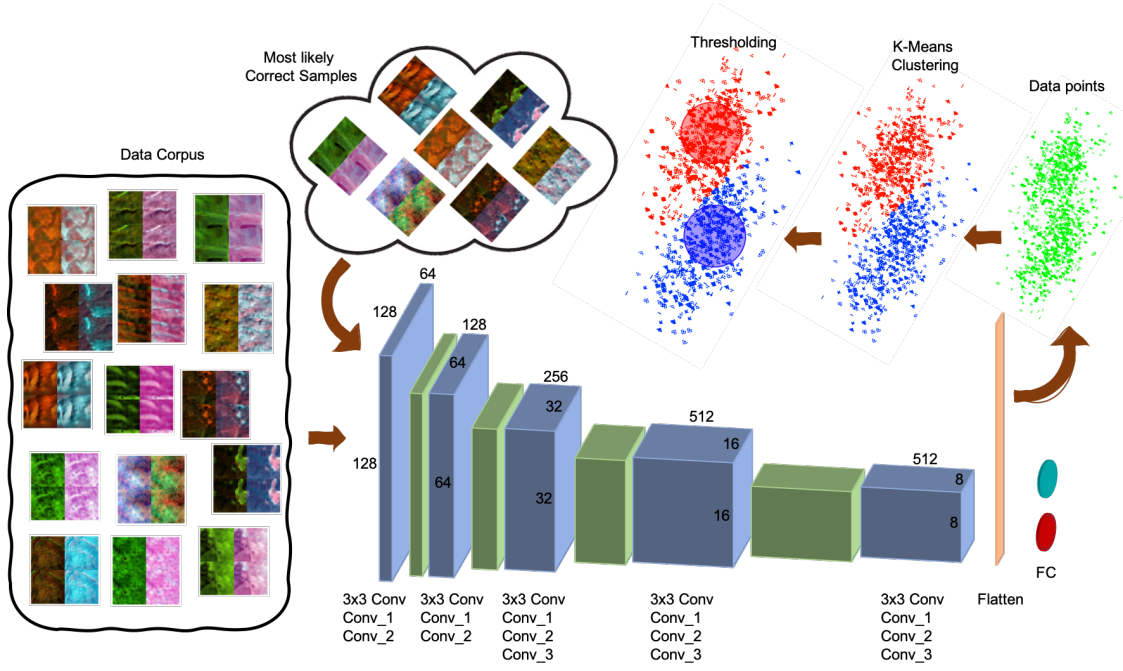 Thresholding
K-Means
Clustering
Data points
Most likely
Correct Samples
Data Corpus
64
128
128
128
64
64
256
32
32
512
16
16
512
8
8
FC
3x3 Conv
Conv_1
Conv_2
3x3 Conv
Conv_1
Conv_2
3x3 Conv
Conv_1
Conv_2
Conv_3
3x3 Conv
Conv_1
Conv_2
Conv_3
3x3 Conv
Conv_1
Conv_2
Conv_3
Flatten